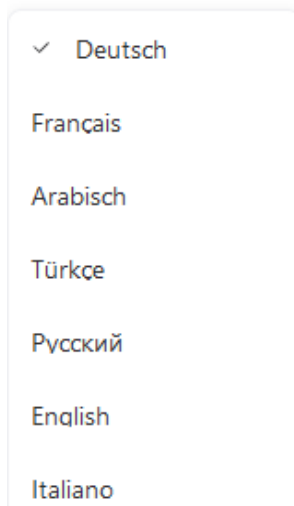 Deutsch
Français
Arabisch
Türkçe
Русский
English
Italiano